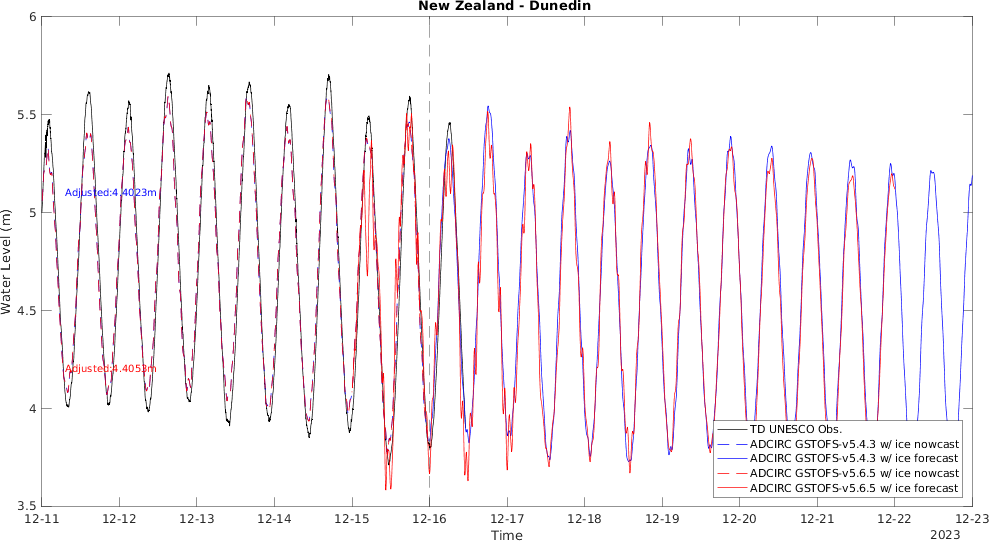 New Zealand - Dunedin
6
5.5
5
4.5
4
3.5
Water Level (m)
Adjusted:4.4023m
Adjusted:4.4053m
TD UNESCO Obs.
ADCIRC GSTOFS-v5.4.3 w/ ice nowcast
ADCIRC GSTOFS-v5.4.3 w/ ice forecast
ADCIRC GSTOFS-v5.6.5 w/ ice nowcast
ADCIRC GSTOFS-v5.6.5 w/ ice forecast
12-11 12-12 12-13 12-14 12-15 12-16 12-17 12-18 12-19 12-20 12-21 12-22 12-23
Time
2023